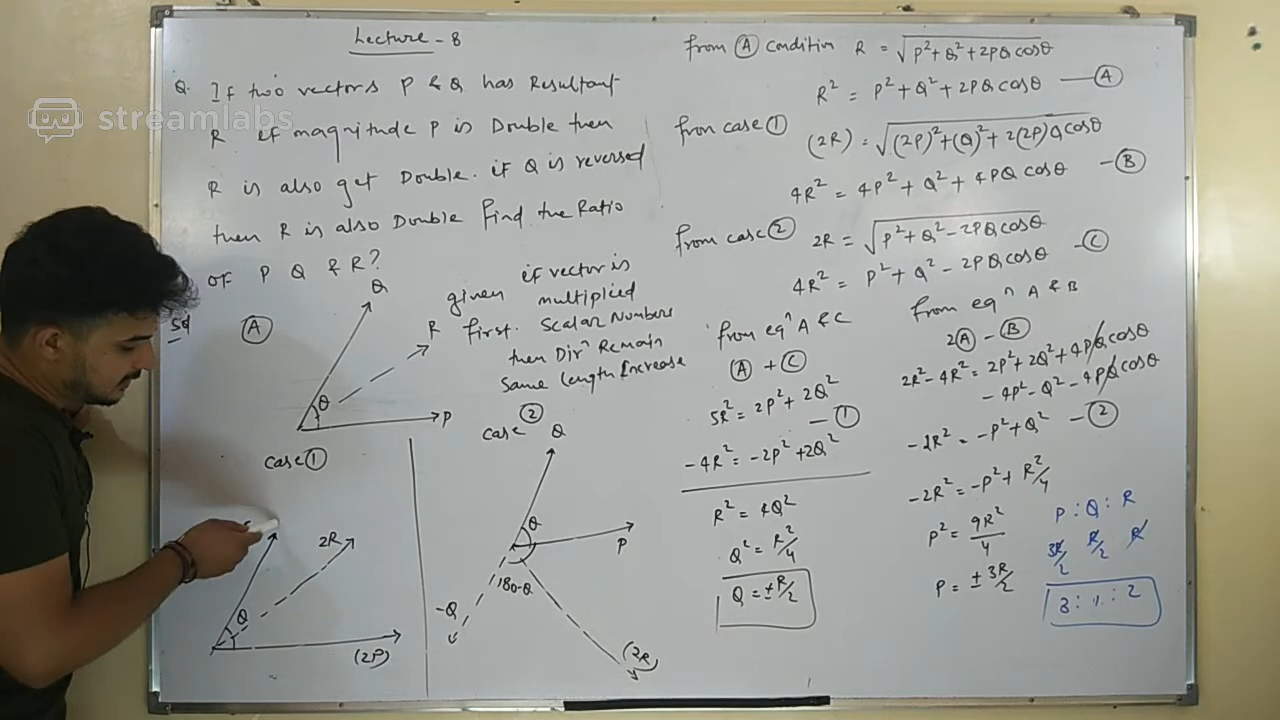 Lecture - 8
Q. If two vectors P & Q has Resultant
streamlabs
R if magnitude P is Double then
R is also get Double. if Q is reversed
then R is also Double Find the Ratio
of P Q & R?
Sol
A
Q
R
θ
P
given if vector is
first. multiplied
Scalar Numbers
then Dirn Remain
Same length Increase
case 1
2R
θ
(2P)
case 2
Q
θ
P
180-θ
-Q
(2R)
From A condition R = √P²+Q²+2PQ cosθ
R² = P²+Q²+2PQ cosθ — A
from case 1 (2R) = √(2P)²+(Q)²+2(2P)Q cosθ
4R² = 4P²+Q²+4PQ cosθ - B
from case 2 2R = √P²+Q²-2PQ cosθ
4R² = P²+Q²-2PQ cosθ - C
from eqn A & C
A + C
5R² = 2P²+2Q² — 1
-4R² = -2P²+2Q²
R² = 4Q²
Q² = R²/4
Q = ±R/2
from eqn A & B
2A - B
2R²-4R² = 2P²+2Q²+4PQ cosθ
-4P²-Q²-4PQ cosθ
-2R² = -P²+Q² - 2
-2R² = -P²+R²/4
P² = 9R²/4
P = ±3R/2
P : Q : R
3R/2 R/2 R
3 : 1 : 2